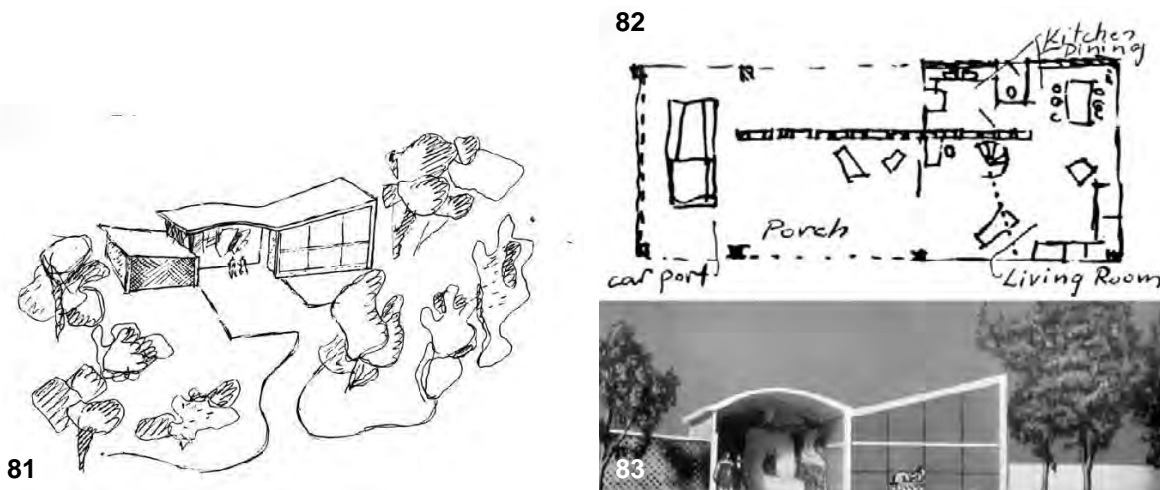 82
Kitchen
Dining
Porch
car port
Living Room
81
83